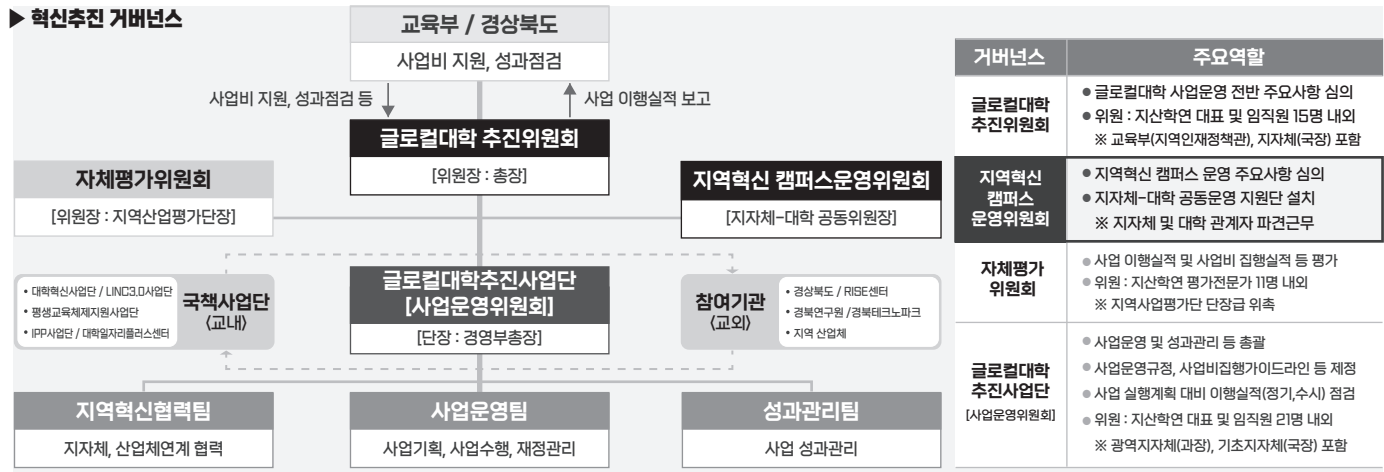 ▶ 혁신추진 거버넌스
교육부 / 경상북도
사업비 지원, 성과점검
사업비 지원, 성과점검 등
사업 이행실적 보고
글로컬대학 추진위원회
[위원장 : 총장]
자체평가위원회
[위원장 : 지역산업평가단장]
지역혁신 캠퍼스운영위원회
[지자체-대학 공동위원장]
• 대학혁신사업단 / LINC3.0사업단
• 평생교육체제지원사업단
• IPP사업단 / 대학일자리플러스센터
국책사업단
〈교내〉
글로컬대학추진사업단
[사업운영위원회]
[단장 : 경영부총장]
참여기관
〈교외〉
• 경상북도 / RISE센터
• 경북연구원 /경북테크노파크
• 지역 산업체
지역혁신협력팀
지자체, 산업체연계 협력
사업운영팀
사업기획, 사업수행, 재정관리
성과관리팀
사업 성과관리
거버넌스
주요역할
글로컬대학
추진위원회
● 글로컬대학 사업운영 전반 주요사항 심의
● 위원 : 지산학연 대표 및 임직원 15명 내외
※ 교육부(지역인재정책관), 지자체(국장) 포함
지역혁신
캠퍼스
운영위원회
● 지역혁신 캠퍼스 운영 주요사항 심의
● 지자체-대학 공동운영 지원단 설치
※ 지자체 및 대학 관계자 파견근무
자체평가
위원회
● 사업 이행실적 및 사업비 집행실적 등 평가
● 위원 : 지산학연 평가전문가 11명 내외
※ 지역사업평가단 단장급 위촉
글로컬대학
추진사업단
[사업운영위원회]
● 사업운영 및 성과관리 등 총괄
● 사업운영규정, 사업비집행가이드라인 등 제정
● 사업 실행계획 대비 이행실적(정기,수시) 점검
● 위원 : 지산학연 대표 및 임직원 21명 내외
※ 광역지자체(과장), 기초지자체(국장) 포함